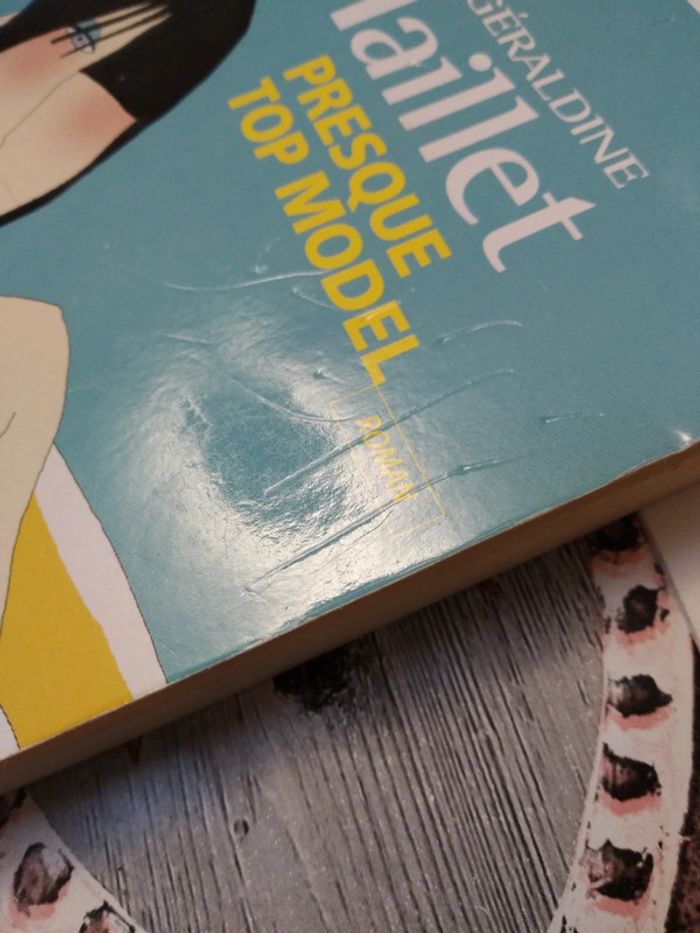 GÉRALDINE
Maillet
PRESQUE
TOP MODEL
ROMAN